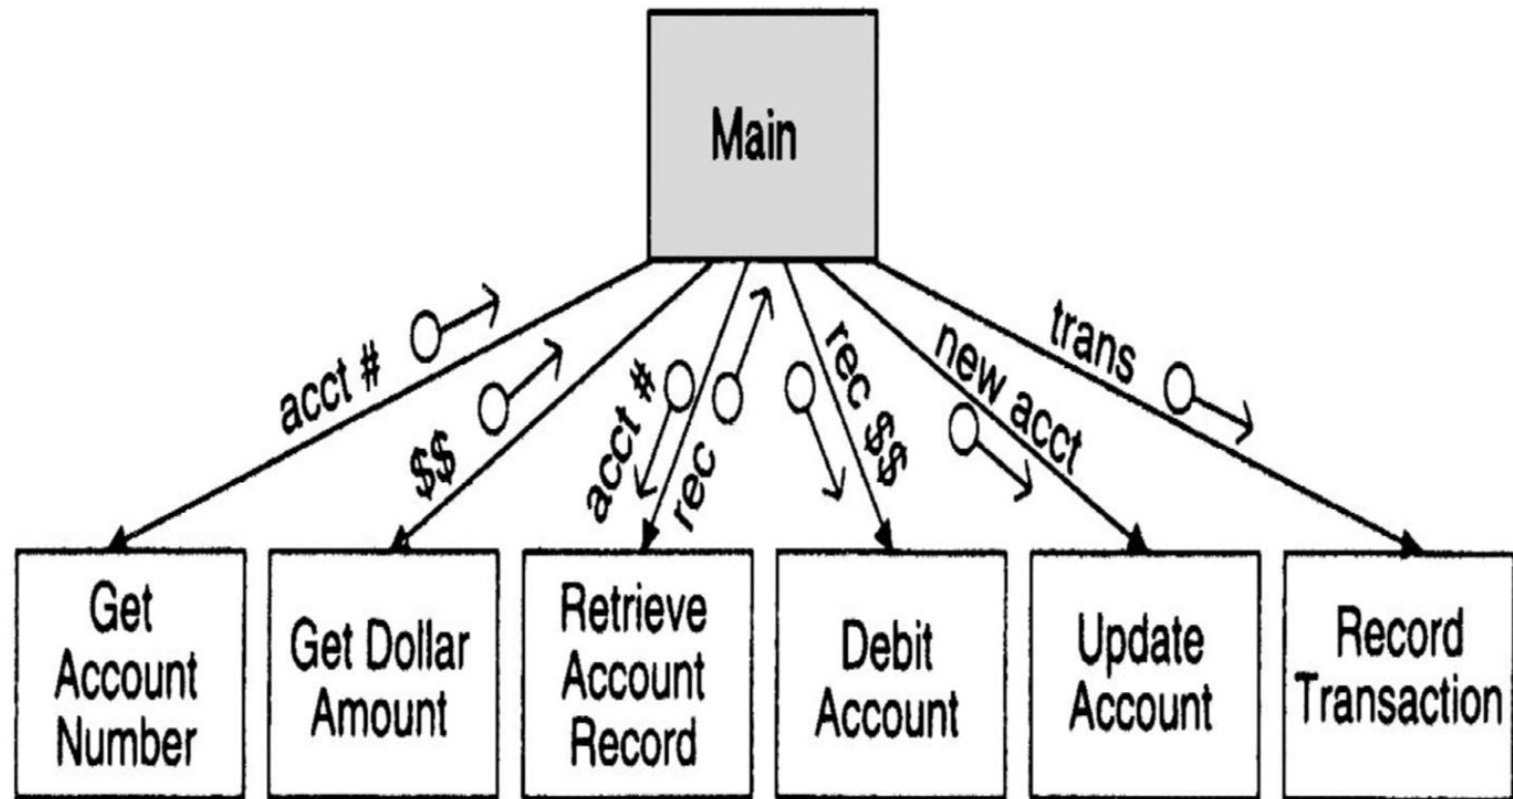 Main
acct #
$$
acct #
rec
rec $$
new acct
trans
Get
Account
Number
Get Dollar
Amount
Retrieve
Account
Record
Debit
Account
Update
Account
Record
Transaction